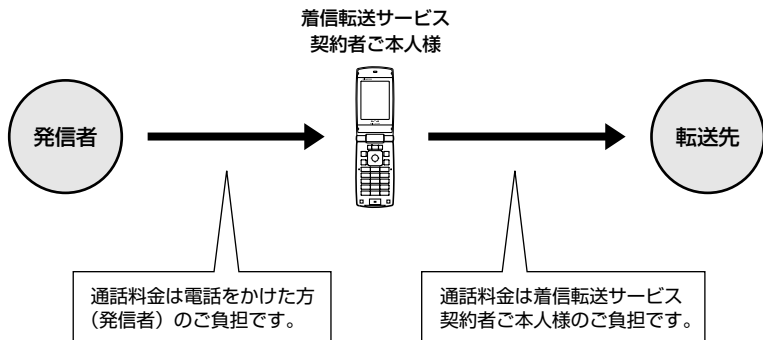 着信転送サービス
契約者ご本人様
発信者
転送先
通話料金は電話をかけた方
（発信者）のご負担です。
通話料金は着信転送サービス
契約者ご本人様のご負担です。